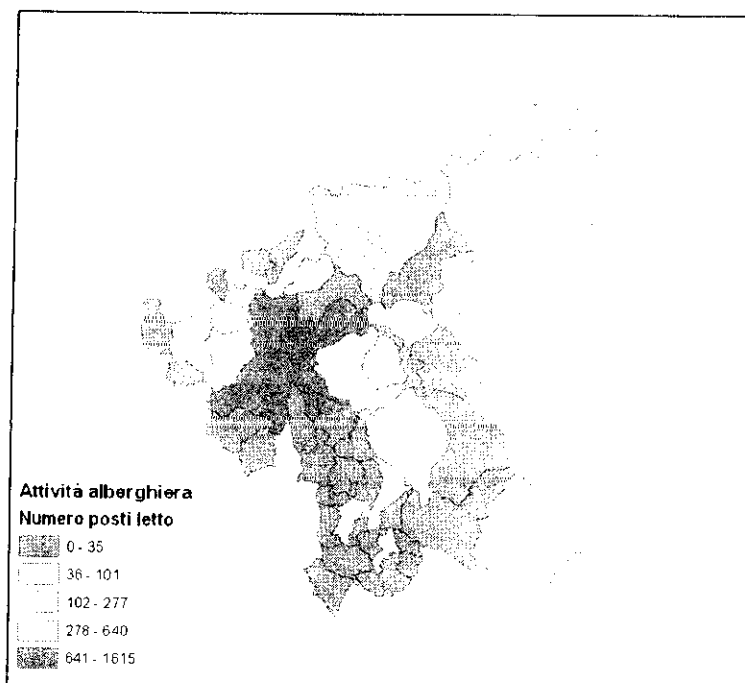 Attività alberghiera
Numero posti letto
0 - 35
36 - 101
102 - 277
278 - 640
641 - 1615